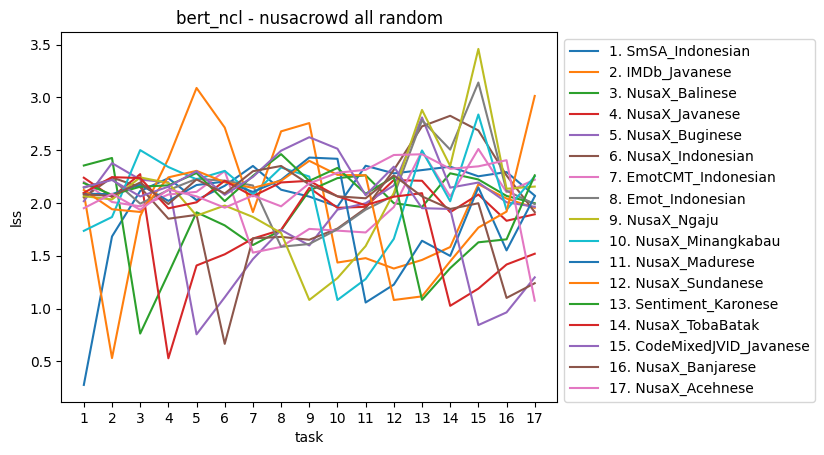 bert_ncl - nusacrowd all random
3.5
3.0
2.5
2.0
1.5
1.0
0.5
lss
1 2 3 4 5 6 7 8 9 10 11 12 13 14 15 16 17
task
1. SmSA_Indonesian
2. IMDb_Javanese
3. NusaX_Balinese
4. NusaX_Javanese
5. NusaX_Buginese
6. NusaX_Indonesian
7. EmotCMT_Indonesian
8. Emot_Indonesian
9. NusaX_Ngaju
10. NusaX_Minangkabau
11. NusaX_Madurese
12. NusaX_Sundanese
13. Sentiment_Karonese
14. NusaX_TobaBatak
15. CodeMixedJVID_Javanese
16. NusaX_Banjarese
17. NusaX_Acehnese